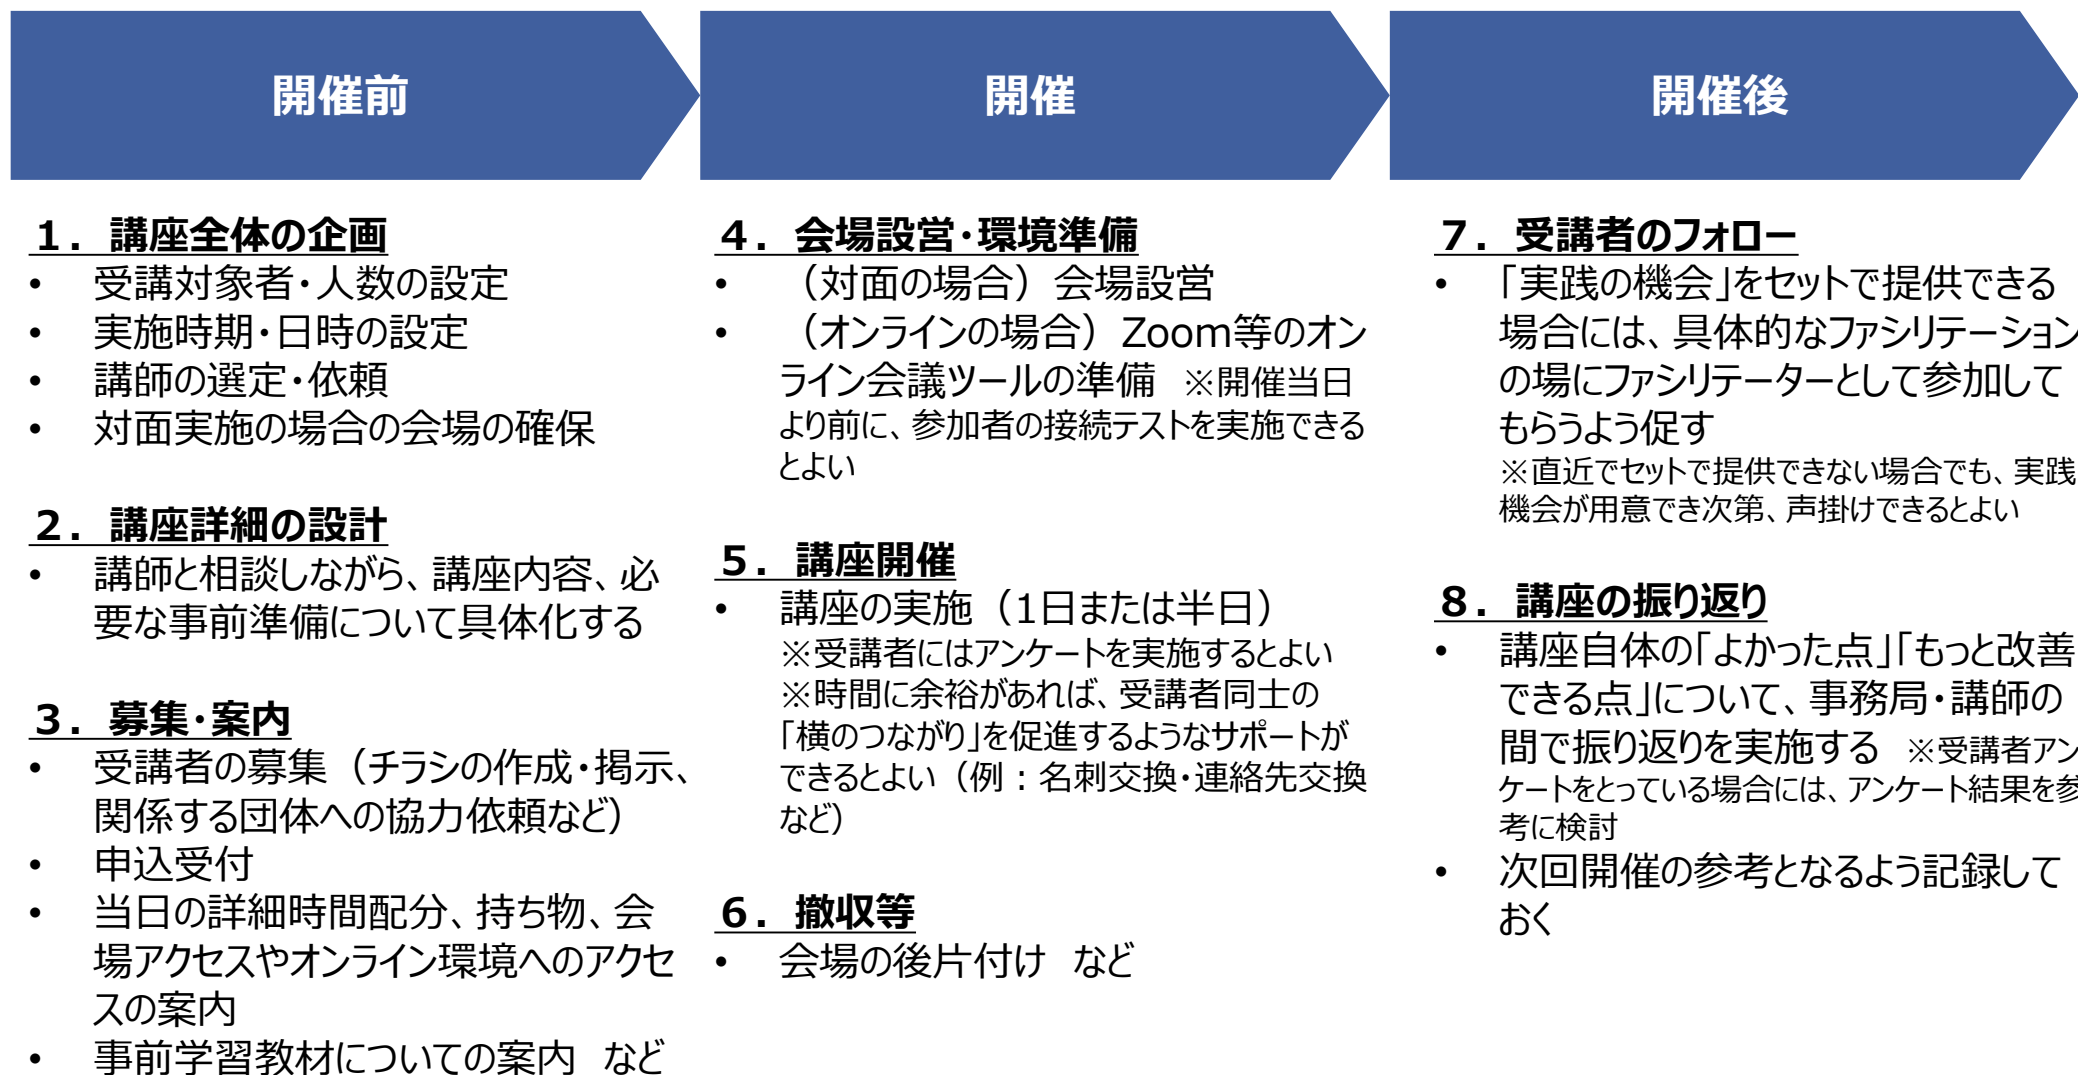 開催前
開催
開催後
１．講座全体の企画
• 受講対象者・人数の設定
• 実施時期・日時の設定
• 講師の選定・依頼
• 対面実施の場合の会場の確保
２．講座詳細の設計
• 講師と相談しながら、講座内容、必
要な事前準備について具体化する
３．募集・案内
• 受講者の募集（チラシの作成・掲示、
関係する団体への協力依頼など）
• 申込受付
• 当日の詳細時間配分、持ち物、会
場アクセスやオンライン環境へのアクセ
スの案内
• 事前学習教材についての案内　など
４．会場設営・環境準備
• （対面の場合）会場設営
• （オンラインの場合）Zoom等のオン
ライン会議ツールの準備　※開催当日
より前に、参加者の接続テストを実施できる
とよい
５．講座開催
• 講座の実施（1日または半日）
※受講者にはアンケートを実施するとよい
※時間に余裕があれば、受講者同士の
「横のつながり」を促進するようなサポートが
できるとよい（例：名刺交換・連絡先交換
など）
６．撤収等
• 会場の後片付け　など
７．受講者のフォロー
• 「実践の機会」をセットで提供できる
場合には、具体的なファシリテーション
の場にファシリテーターとして参加して
もらうよう促す
※直近でセットで提供できない場合でも、実践
機会が用意でき次第、声掛けできるとよい
８．講座の振り返り
• 講座自体の「よかった点」「もっと改善
できる点」について、事務局・講師の
間で振り返りを実施する　※受講者アン
ケートをとっている場合には、アンケート結果を参
考に検討
• 次回開催の参考となるよう記録して
おく